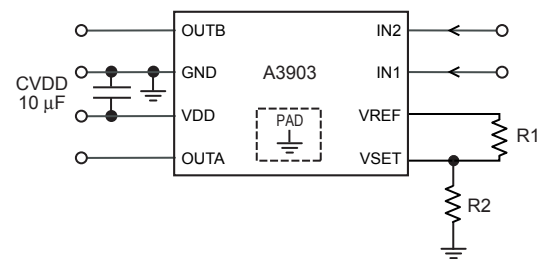 OUTB
IN2
GND
A3903
IN1
CVDD
10 μF
VDD
PAD
VREF
R1
OUTA
VSET
R2